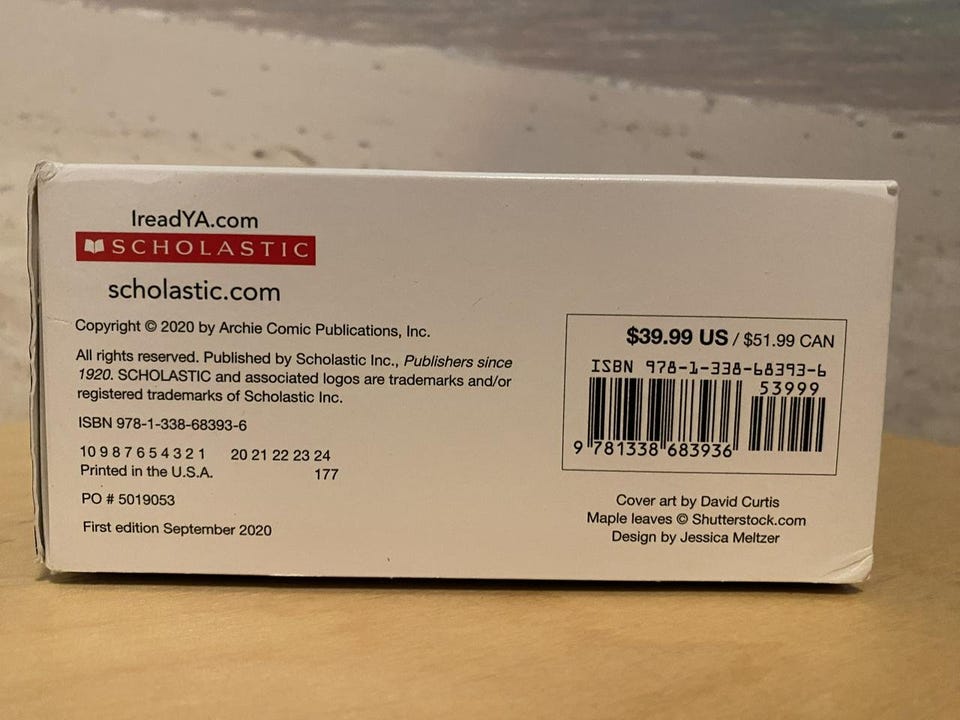 IreadYA.com
SCHOLASTIC
scholastic.com
Copyright © 2020 by Archie Comic Publications, Inc.
All rights reserved. Published by Scholastic Inc., Publishers since
1920. SCHOLASTIC and associated logos are trademarks and/or
registered trademarks of Scholastic Inc.
ISBN 978-1-338-68393-6
10 9 8 7 6 5 4 3 2 1 20 21 22 23 24
Printed in the U.S.A. 177
PO # 5019053
First edition September 2020
$39.99 US / $51.99 CAN
ISBN 978-1-338-68393-6
53999
9 781338 683936
Cover art by David Curtis
Maple leaves © Shutterstock.com
Design by Jessica Meltzer